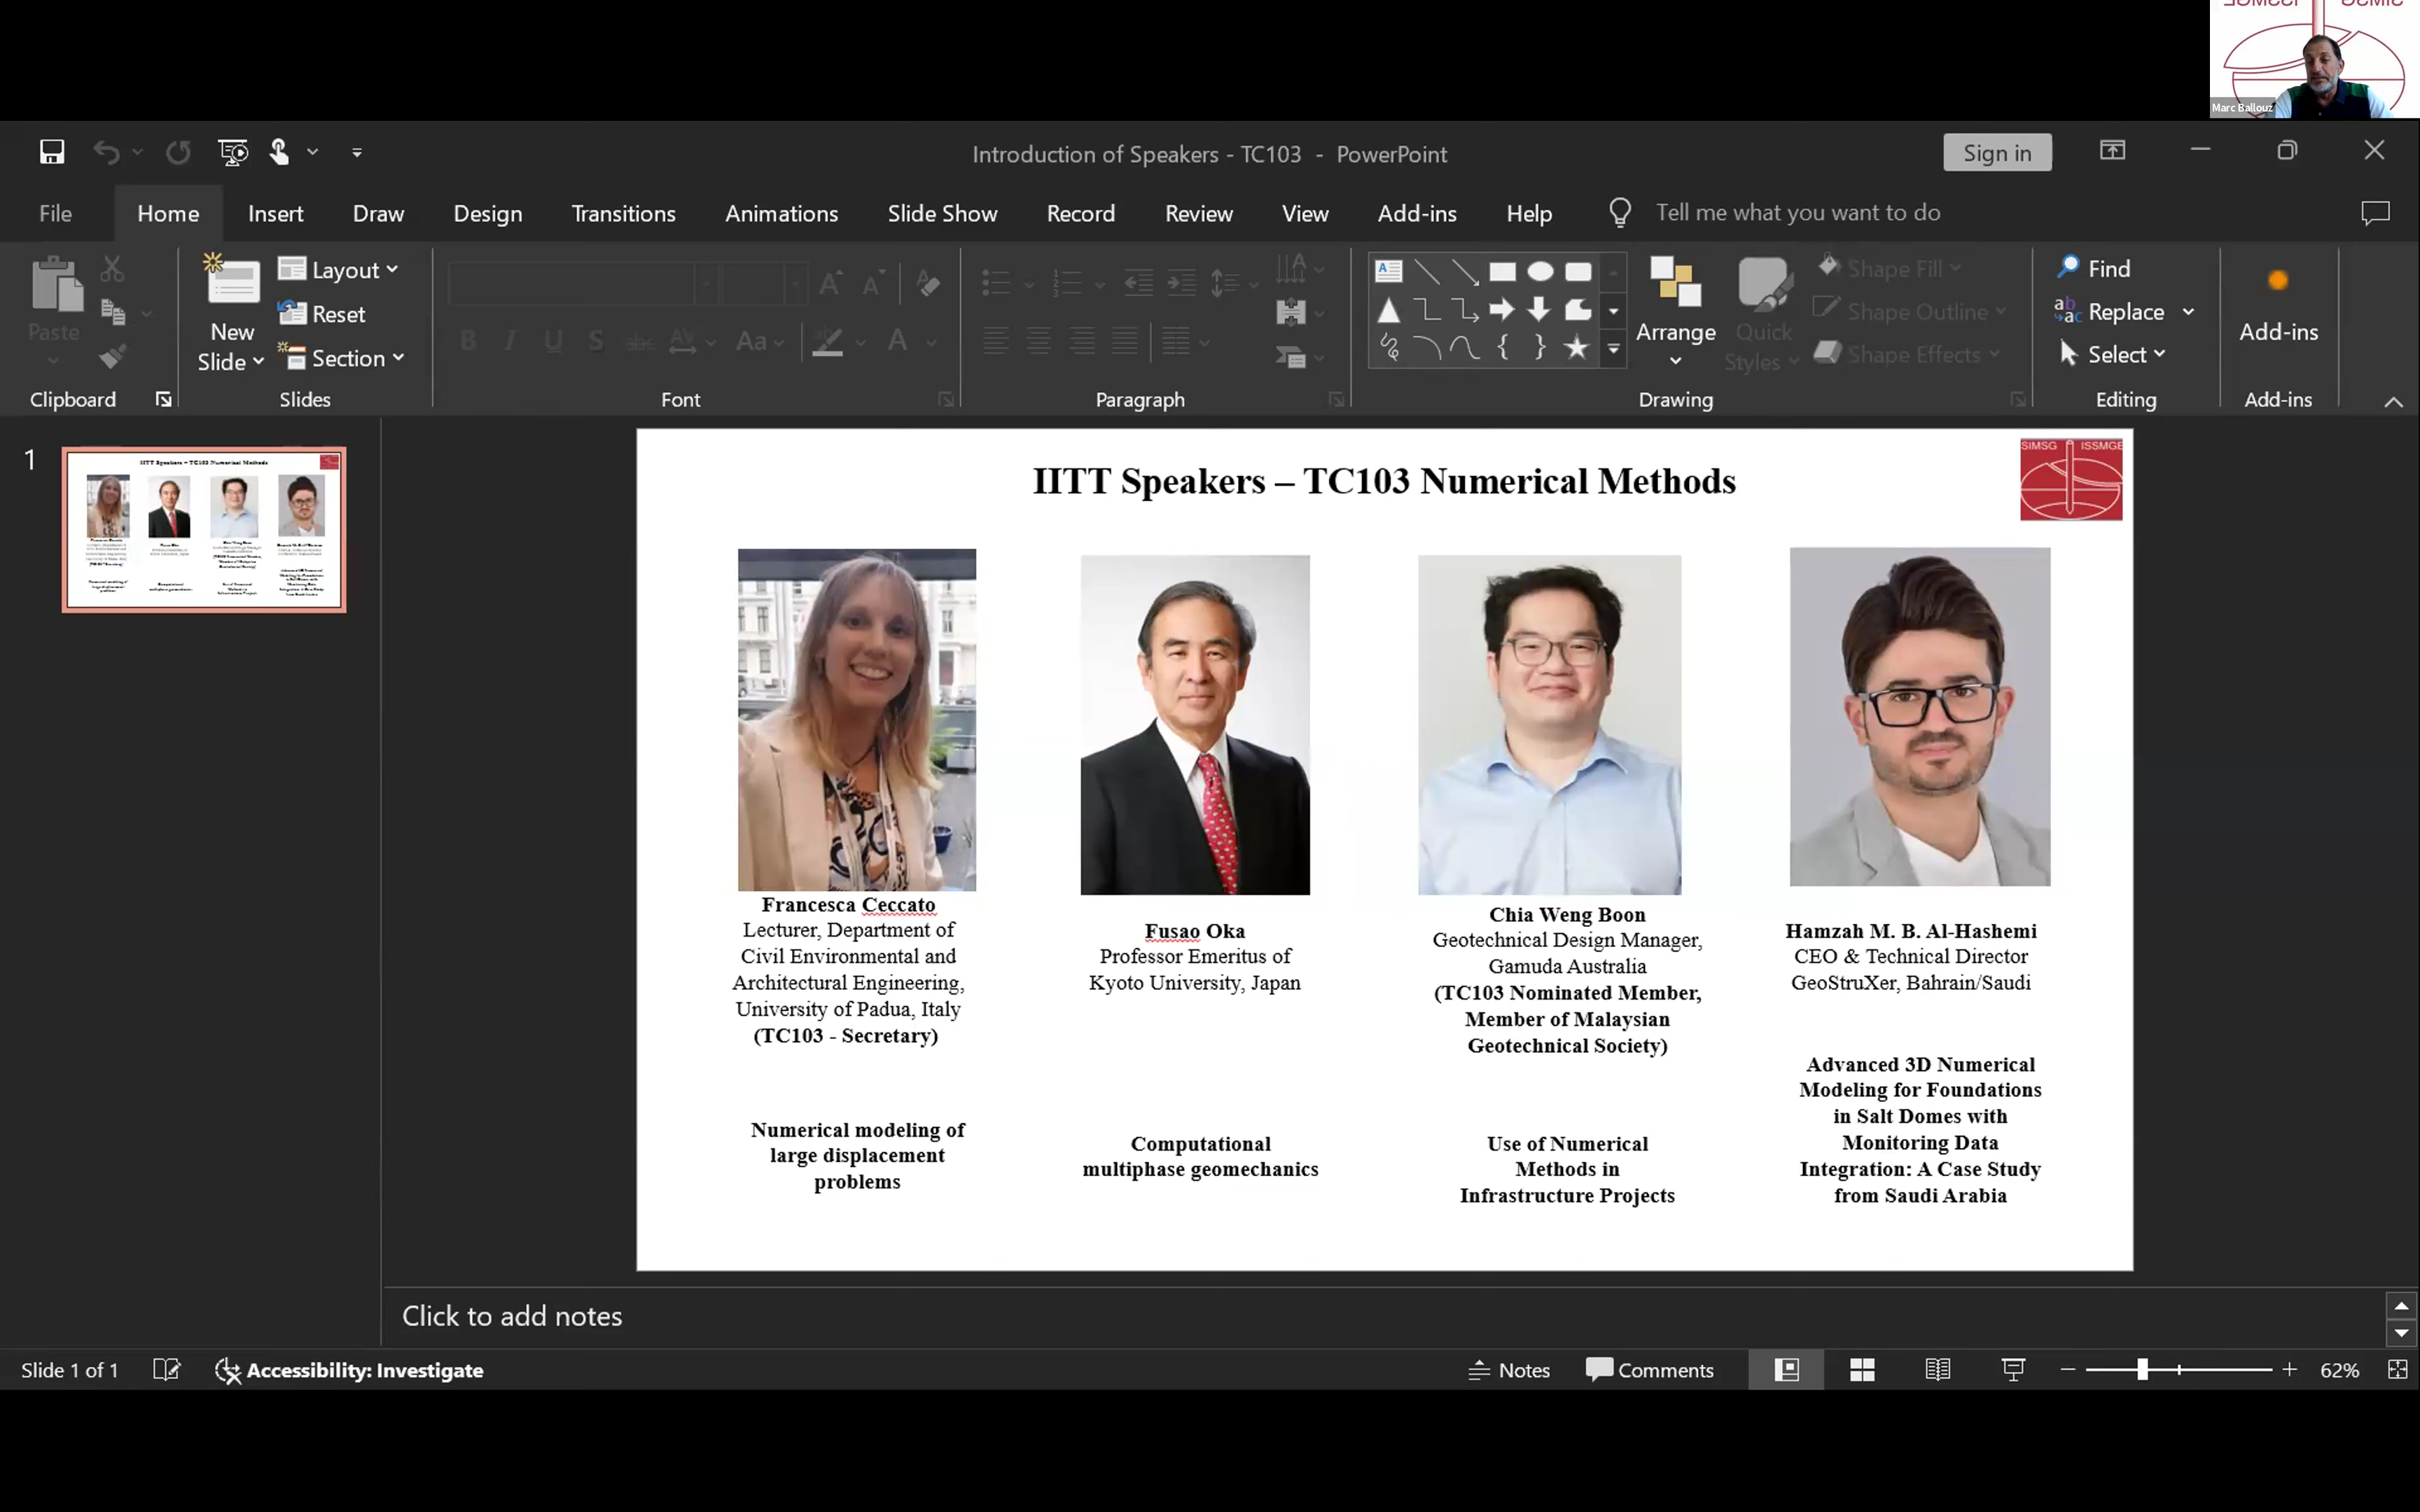 Marc Ballouz
Introduction of Speakers - TC103 - PowerPoint
Sign in
File
Home
Insert
Draw
Design
Transitions
Animations
Slide Show
Record
Review
View
Add-ins
Help
Tell me what you want to do
Paste
New
Slide
Layout
Reset
Section
Aa
Arrange
Quick
Styles
Shape Fill
Shape Outline
Shape Effects
Find
Replace
Select
Add-ins
Clipboard
Slides
Font
Paragraph
Drawing
Editing
Add-ins
1
IITT Speakers – TC103 Numerical Methods
SIMSG ISSMGE
Francesca Ceccato
Lecturer, Department of
Civil Environmental and
Architectural Engineering,
University of Padua, Italy
(TC103 - Secretary)
Numerical modeling of
large displacement
problems
Fusao Oka
Professor Emeritus of
Kyoto University, Japan
Computational
multiphase geomechanics
Chia Weng Boon
Geotechnical Design Manager,
Gamuda Australia
(TC103 Nominated Member,
Member of Malaysian
Geotechnical Society)
Use of Numerical
Methods in
Infrastructure Projects
Hamzah M. B. Al-Hashemi
CEO & Technical Director
GeoStruXer, Bahrain/Saudi
Advanced 3D Numerical
Modeling for Foundations
in Salt Domes with
Monitoring Data
Integration: A Case Study
from Saudi Arabia
Click to add notes
Slide 1 of 1
Accessibility: Investigate
Notes
Comments
62%